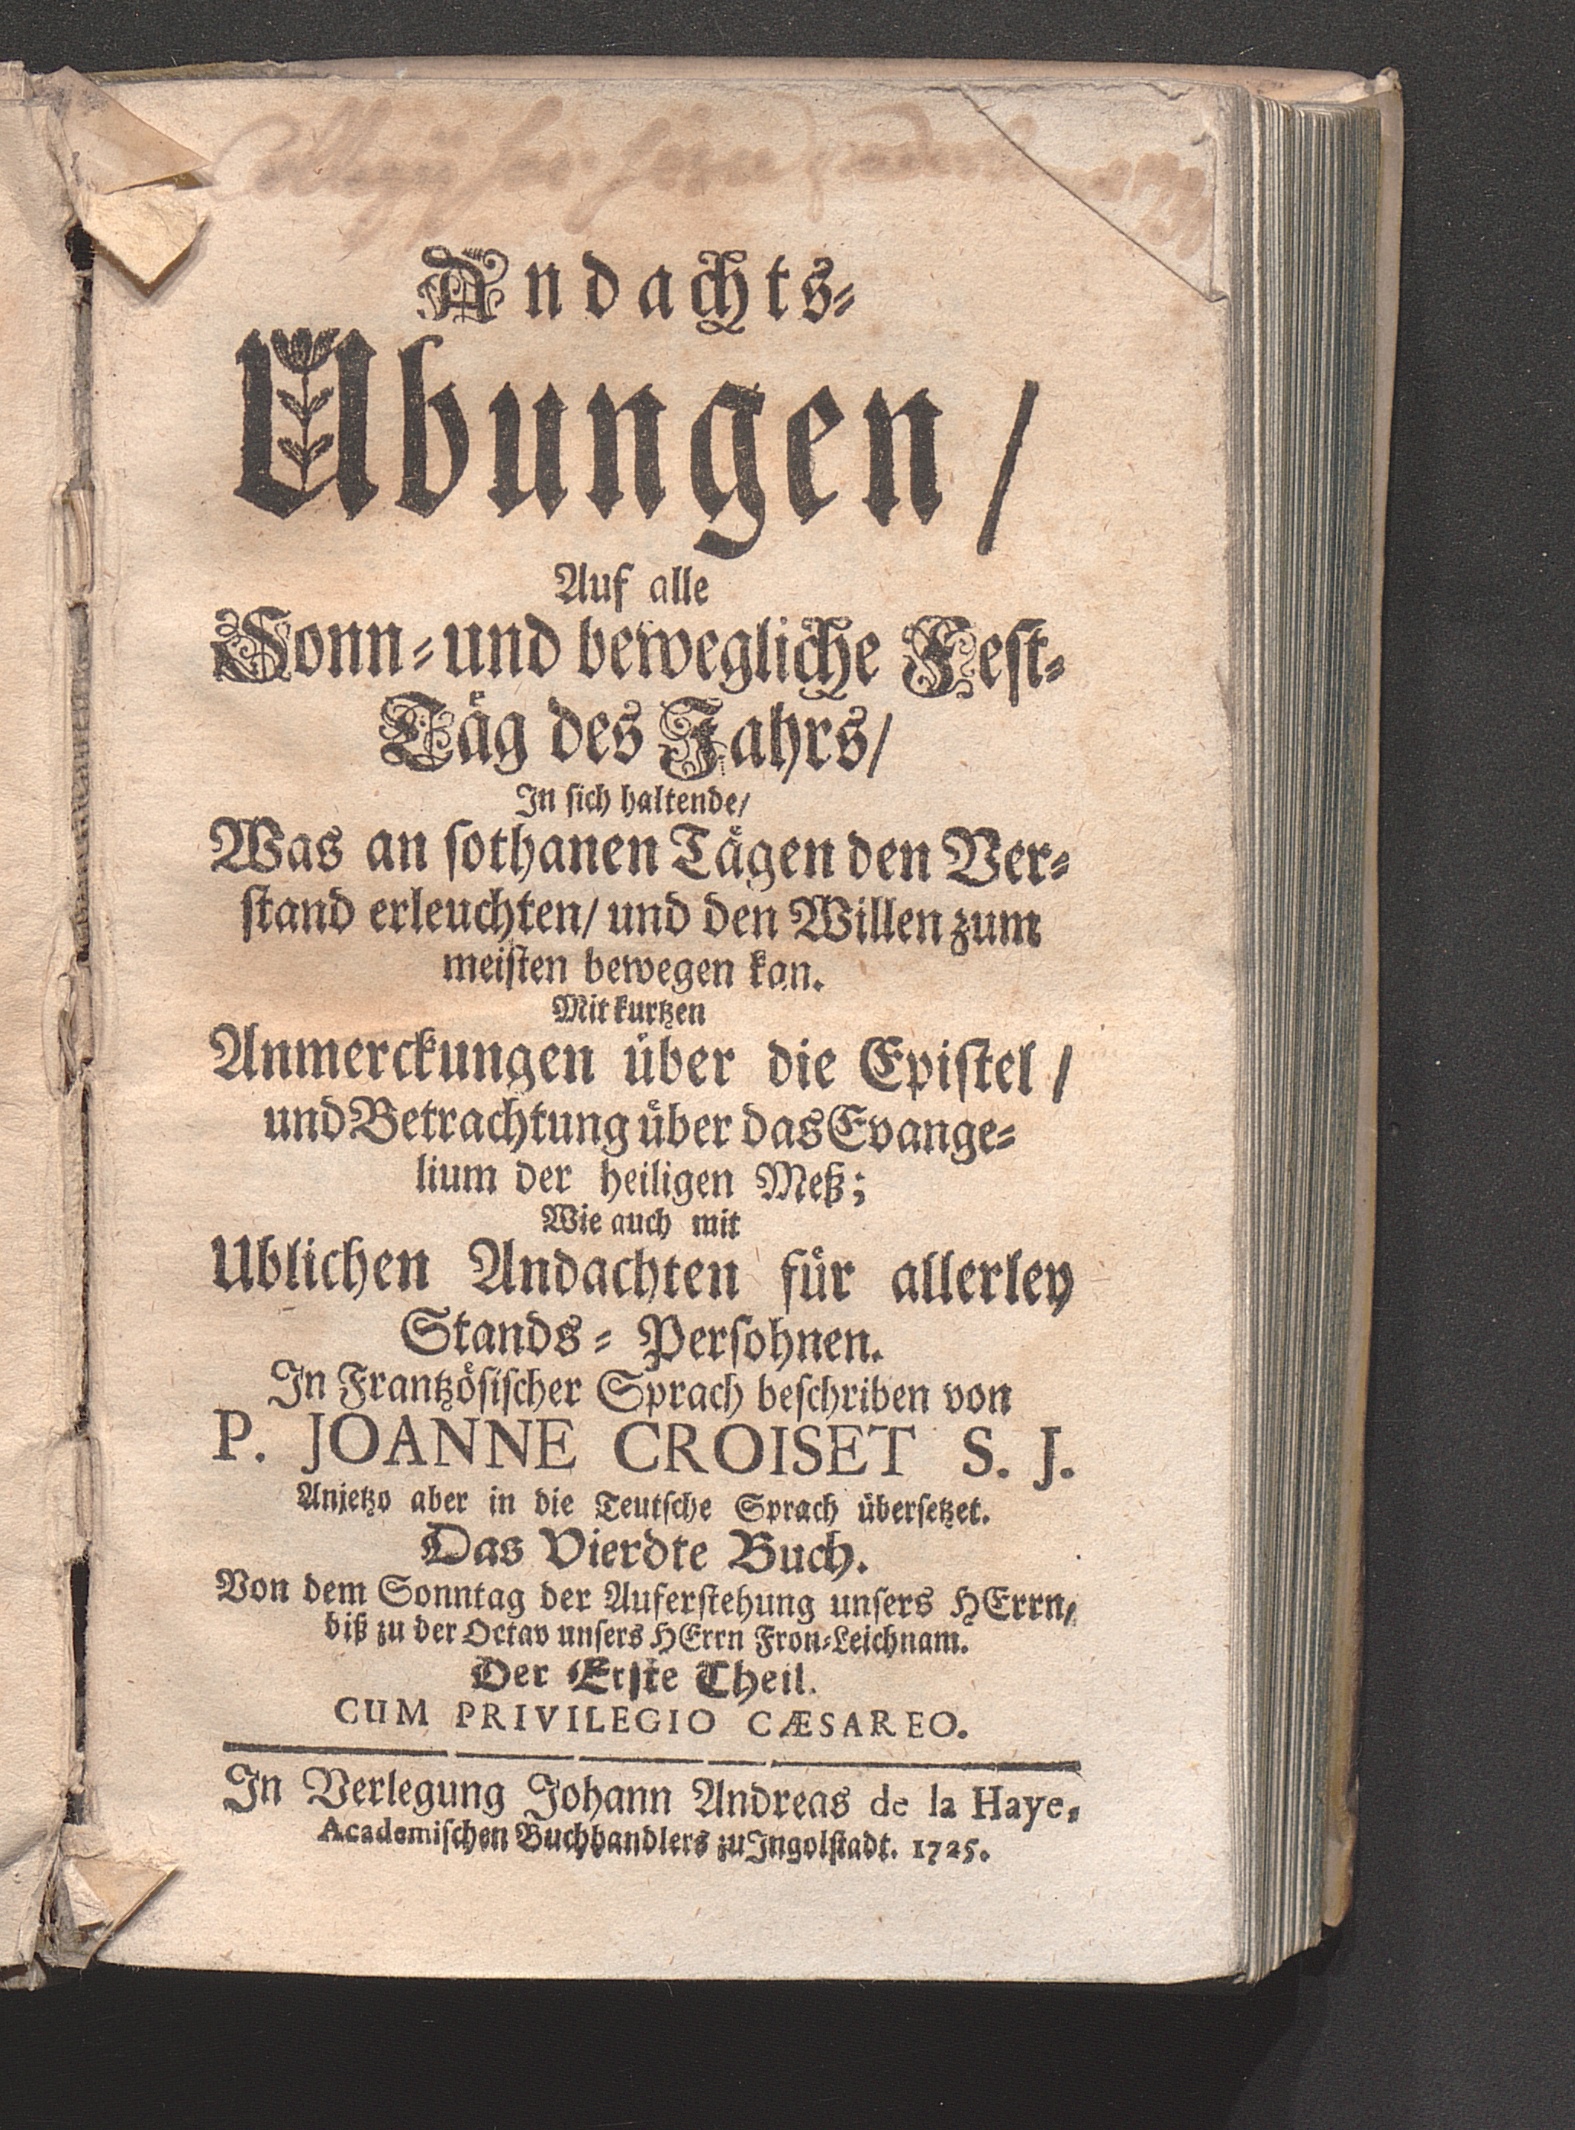 Collegij Soc: Jesu
Andachts-
Ubungen /
Auf alle
Sonn- und bewegliche Fest-
Täg des Jahrs /
In sich haltende /
Was an sothanen Tägen den Ver-
stand erleuchten / und den Willen zum
meisten bewegen kan.
Mit kurtzen
Anmerckungen über die Epistel /
und Betrachtung über das Evange-
lium der heiligen Meß;
Wie auch mit
Ublichen Andachten für allerley
Stands- Persohnen.
In Frantzösischer Sprach beschriben von
P. JOANNE CROISET S. J.
Anjetzo aber in die Teutsche Sprach übersetzet.
Das Vierdte Buch.
Von dem Sonntag der Auferstehung unsers HErrn /
biß zu der Octav unsers HErrn Fron-Leichnam.
Der Erste Theil.
CUM PRIVILEGIO CÆSAREO.
In Verlegung Johann Andreas de la Haye,
Academischen Buchhandlers zu Ingolstadt. 1725.